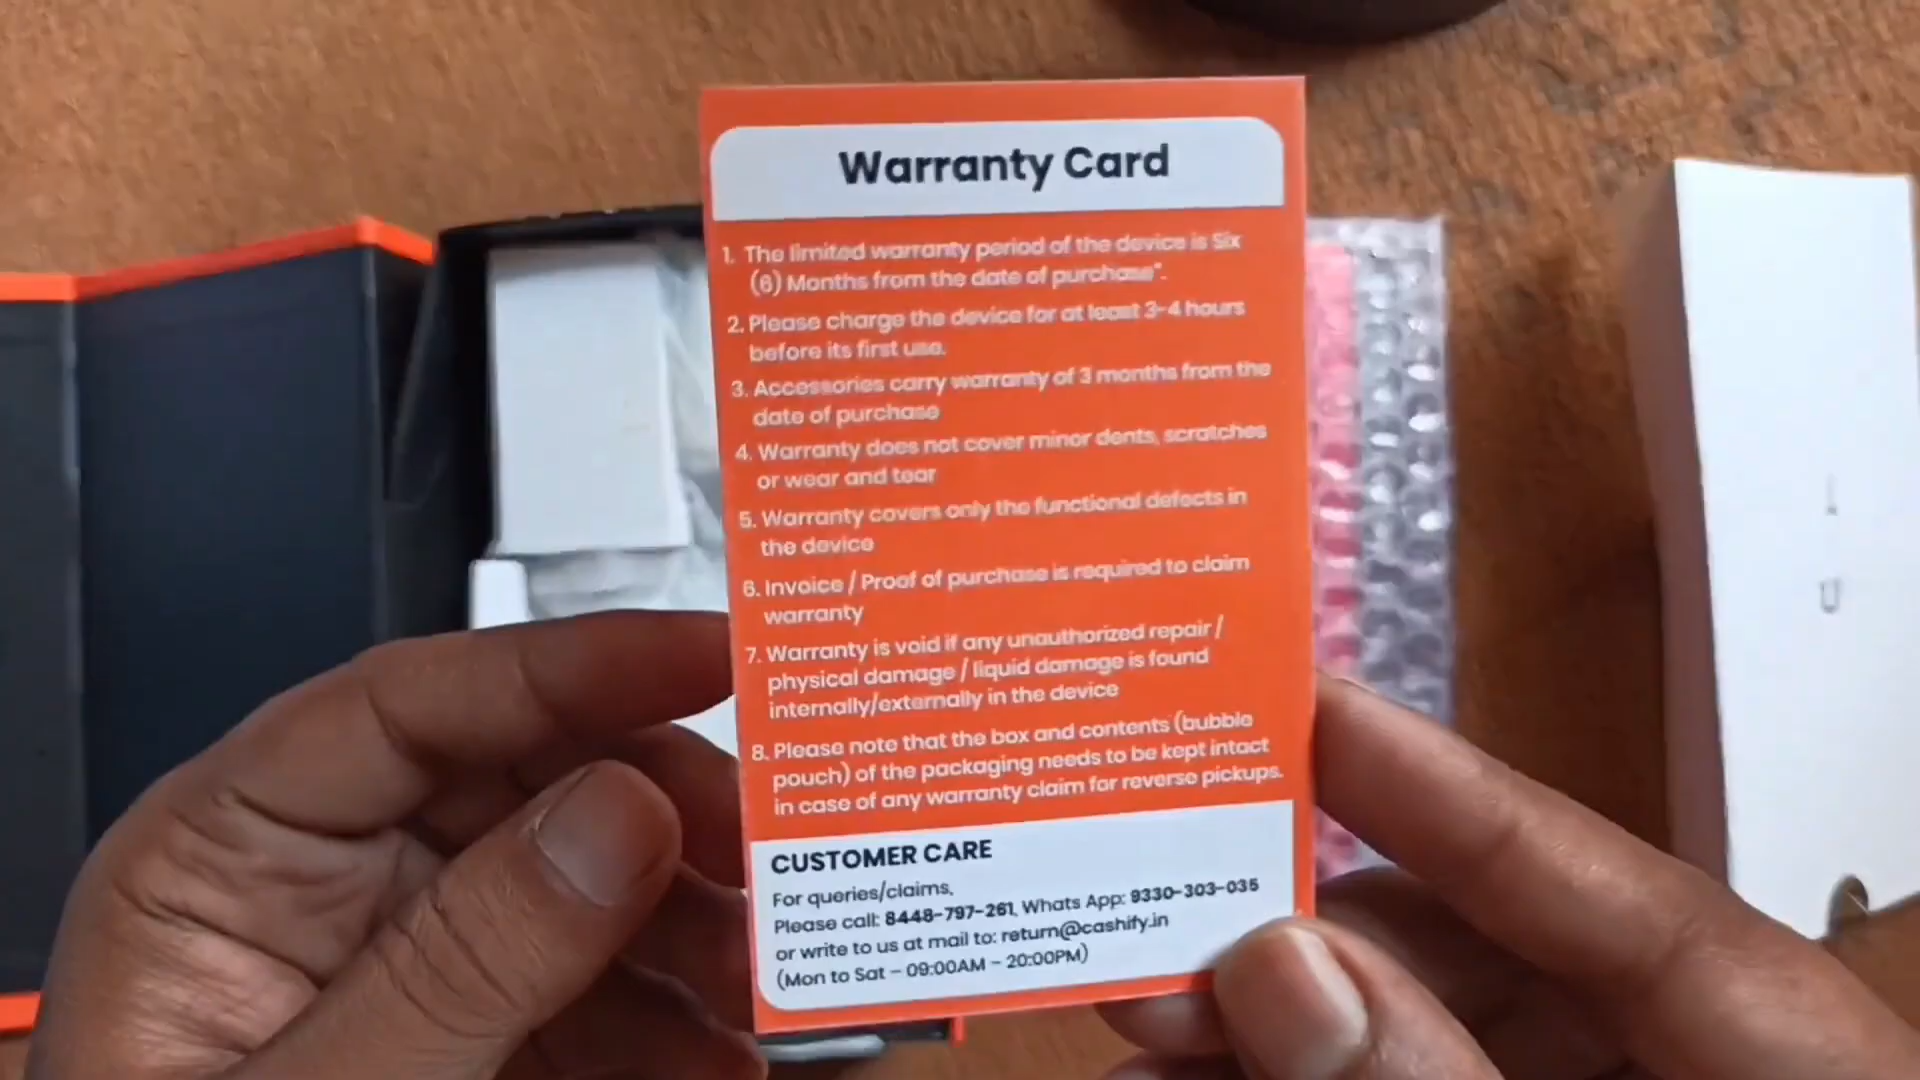 Warranty Card
1. The limited warranty period of the device is Six
(6) Months from the date of purchase".
2. Please charge the device for at least 3-4 hours
before its first use.
3. Accessories carry warranty of 3 months from the
date of purchase
4. Warranty does not cover minor dents, scratches
or wear and tear
5. Warranty covers only the functional defects in
the device
6. Invoice / Proof of purchase is required to claim
warranty
7. Warranty is void if any unauthorized repair /
physical damage / liquid damage is found
internally/externally in the device
8. Please note that the box and contents (bubble
pouch) of the packaging needs to be kept intact
in case of any warranty claim for reverse pickups.
CUSTOMER CARE
For queries/claims,
Please call: 8448-797-261, Whats App: 9330-303-035
or write to us at mail to: return@cashify.in
(Mon to Sat – 09:00AM – 20:00PM)